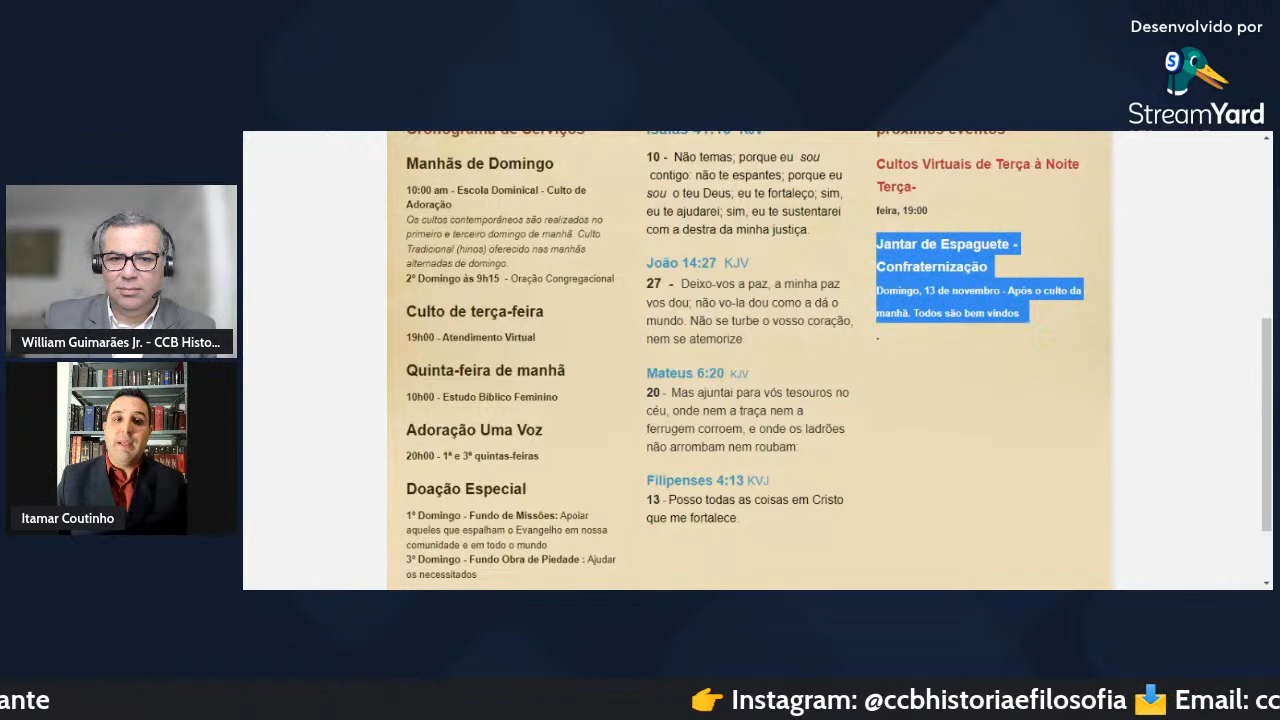 Desenvolvido por
StreamYard
Cronograma de Serviços
Manhãs de Domingo
10:00 am - Escola Dominical - Culto de
Adoração
Os cultos contemporâneos são realizados no
primeiro e terceiro domingo de manhã. Culto
Tradicional (hinos) oferecido nas manhãs
alternadas de domingo.
2º Domingo às 9h15 - Oração Congregacional
Culto de terça-feira
19h00 - Atendimento Virtual
Quinta-feira de manhã
10h00 - Estudo Bíblico Feminino
Adoração Uma Voz
20h00 - 1ª e 3ª quintas-feiras
Doação Especial
1º Domingo - Fundo de Missões: Apoiar
aqueles que espalham o Evangelho em nossa
comunidade e em todo o mundo
3º Domingo - Fundo Obra de Piedade : Ajudar
os necessitados
10 - Não temas; porque eu sou
contigo: não te espantes; porque eu
sou o teu Deus; eu te fortaleço; sim,
eu te ajudarei; sim, eu te sustentarei
com a destra da minha justiça.
João 14:27 KJV
27 - Deixo-vos a paz, a minha paz
vos dou; não vo-la dou como a dá o
mundo. Não se turbe o vosso coração,
nem se atemorize.
Mateus 6:20 KJV
20 - Mas ajuntai para vós tesouros no
céu, onde nem a traça nem a
ferrugem corroem, e onde os ladrões
não arrombam nem roubam:
Filipenses 4:13 KVJ
13 - Posso todas as coisas em Cristo
que me fortalece.
próximos eventos
Cultos Virtuais de Terça à Noite
Terça-
feira, 19:00
Jantar de Espaguete -
Confraternização
Domingo, 13 de novembro - Após o culto da
manhã. Todos são bem vindos
.
William Guimarães Jr. - CCB Histo...
Itamar Coutinho
ante
Instagram: @ccbhistoriaefilosofia Email: cc